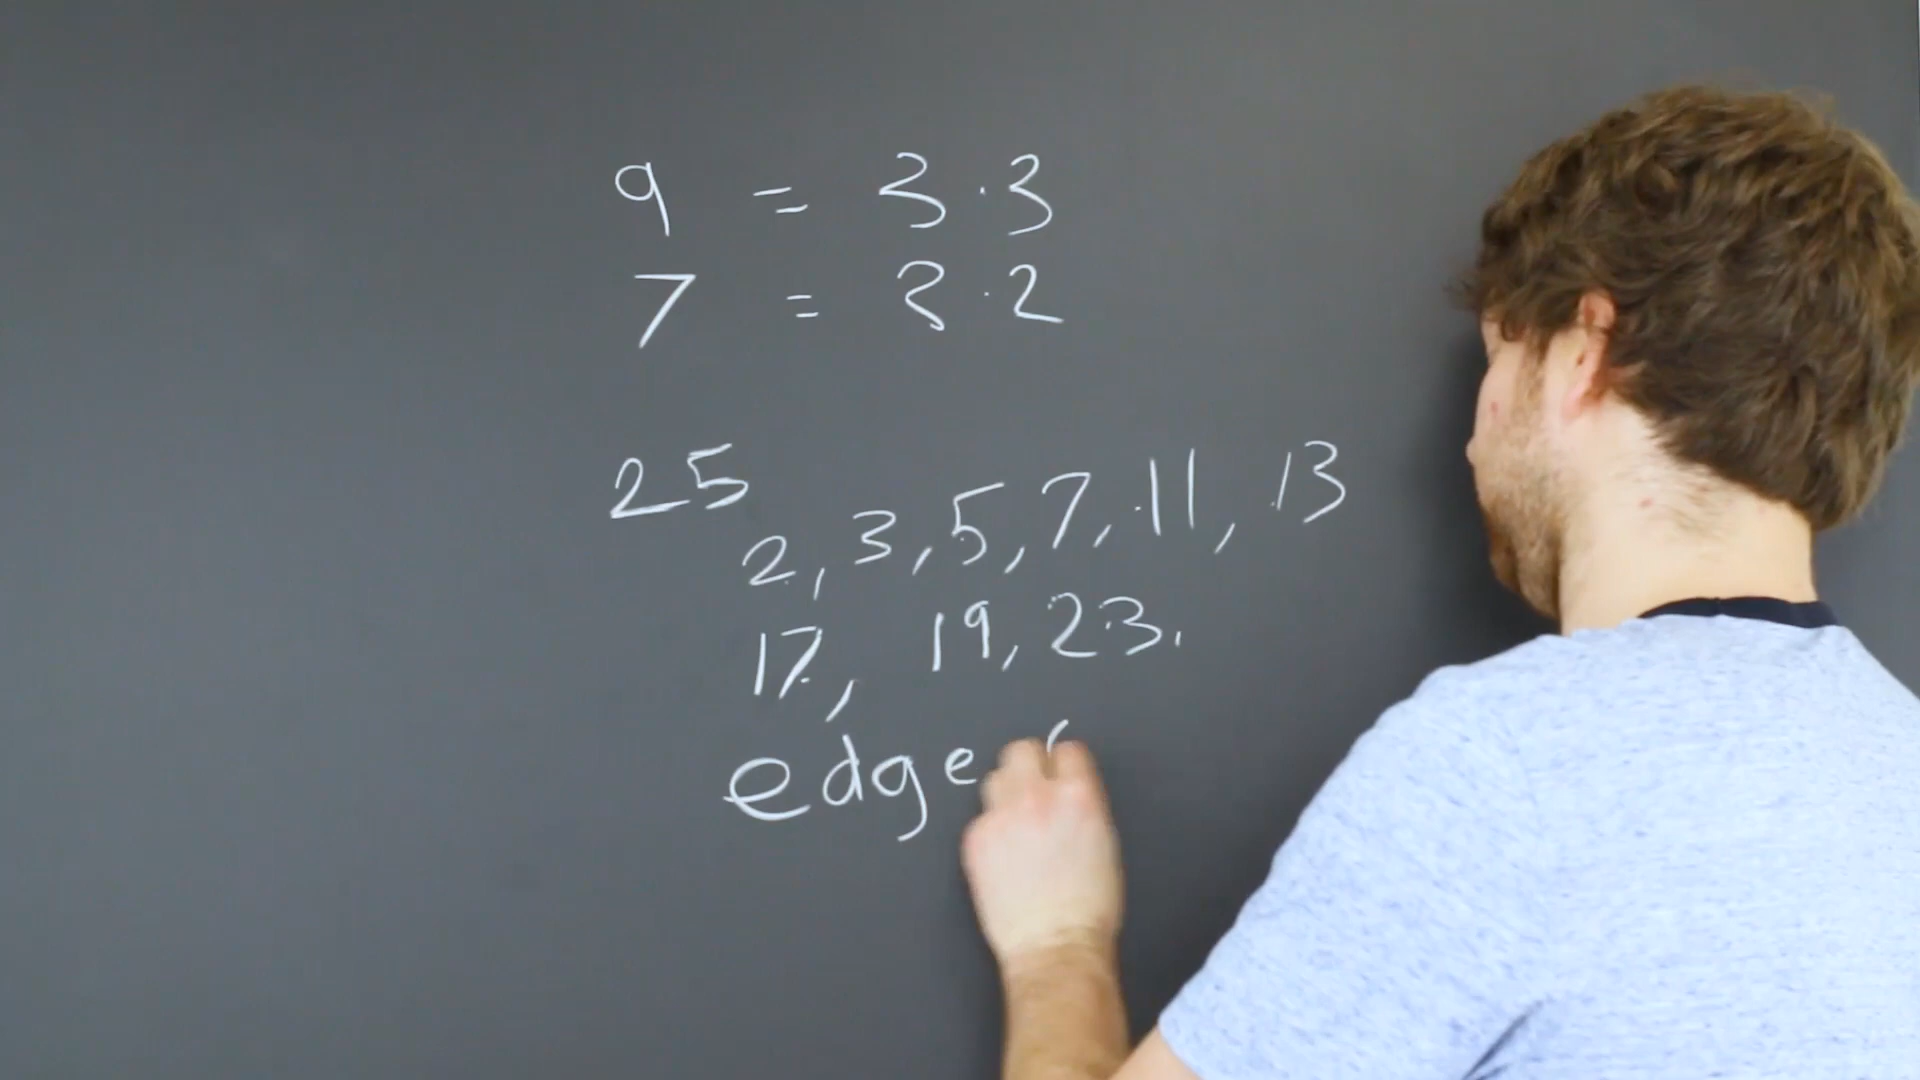 9 = 3.3
7 = 3.2
25
2, 3, 5, 7, 11, 13
17, 19, 23.
edge